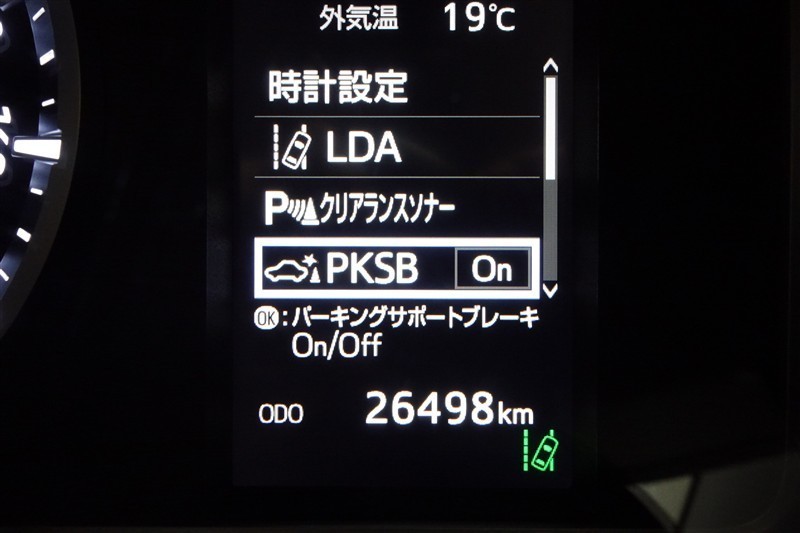 外気温 19℃
時計設定
LDA
P クリアランスソナー
PKSB On
OK:パーキングサポートブレーキ
On/Off
ODO 26498km